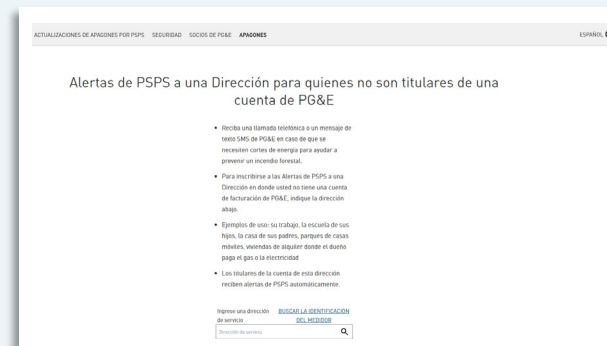 ACTUALIZACIONES DE APAGONES POR PSPS SEGURIDAD SOCIOS DE PG&E APAGONES ESPAÑOL
Alertas de PSPS a una Dirección para quienes no son titulares de una
cuenta de PG&E
• Reciba una llamada telefónica o un mensaje de
texto SMS de PG&E en caso de que se
necesiten cortes de energía para ayudar a
prevenir un incendio forestal.
• Para inscribirse a las Alertas de PSPS a una
Dirección en donde usted no tiene una cuenta
de facturación de PG&E, indique la dirección
abajo.
• Ejemplos de uso: su trabajo, la escuela de sus
hijos, la casa de sus padres, parques de casas
móviles, viviendas de alquiler donde el dueño
paga el gas o la electricidad
• Los titulares de la cuenta de esta dirección
reciben alertas de PSPS automáticamente.
Ingrese una dirección BUSCAR LA IDENTIFICACIÓN
de servicio DEL MEDIDOR
Dirección de servicio